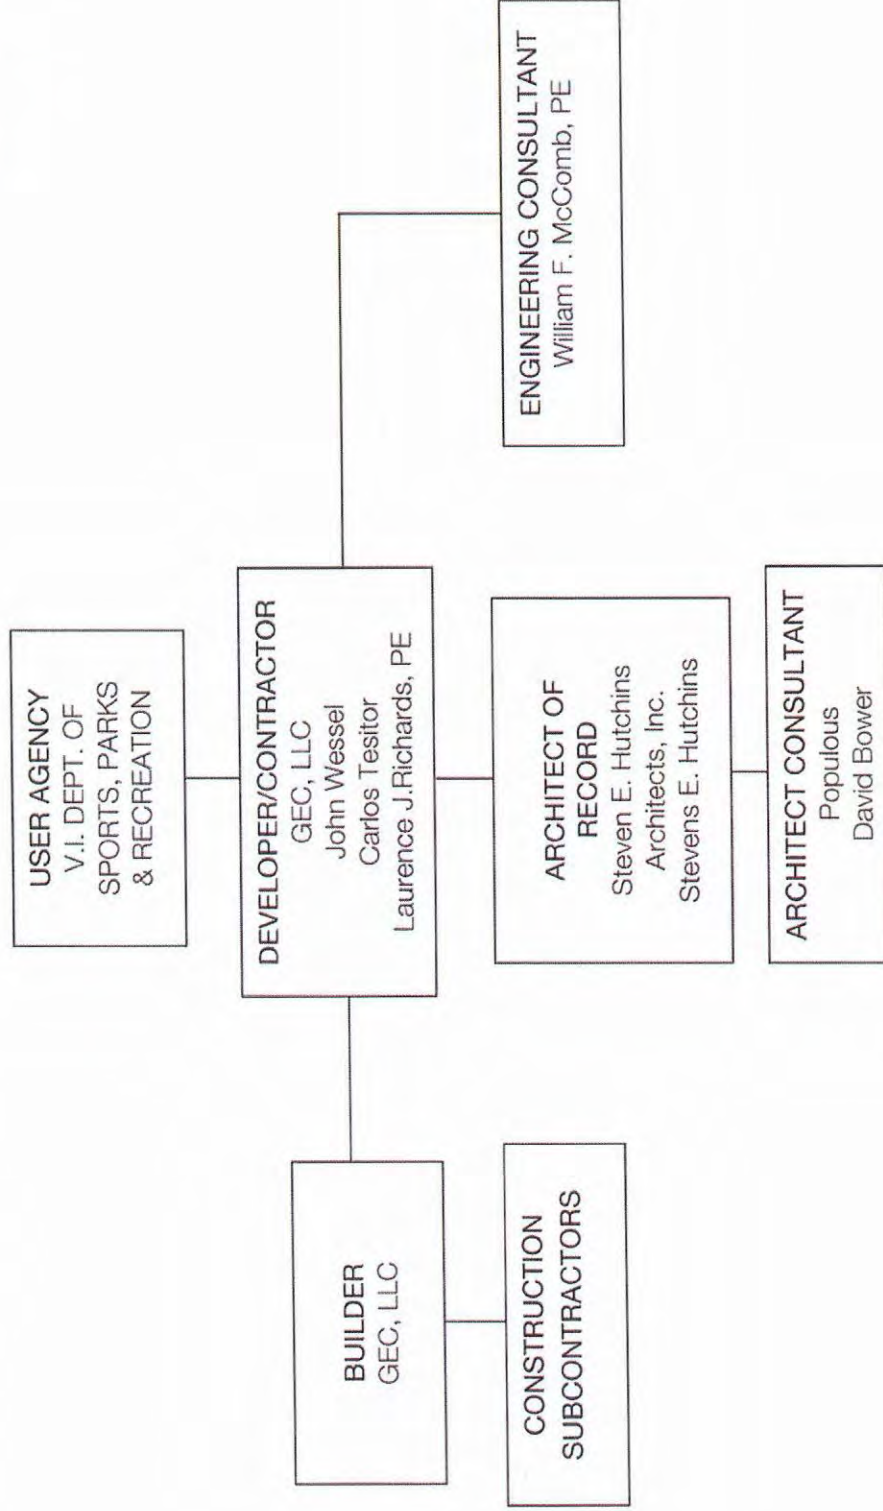 USER AGENCY
V.I. DEPT. OF
SPORTS, PARKS
& RECREATION
DEVELOPER/CONTRACTOR
GEC, LLC
John Wessel
Carlos Tesitor
Laurence J.Richards, PE
BUILDER
GEC, LLC
CONSTRUCTION
SUBCONTRACTORS
ARCHITECT OF
RECORD
Steven E. Hutchins
Architects, Inc.
Stevens E. Hutchins
ARCHITECT CONSULTANT
Populous
David Bower
ENGINEERING CONSULTANT
William F. McComb, PE